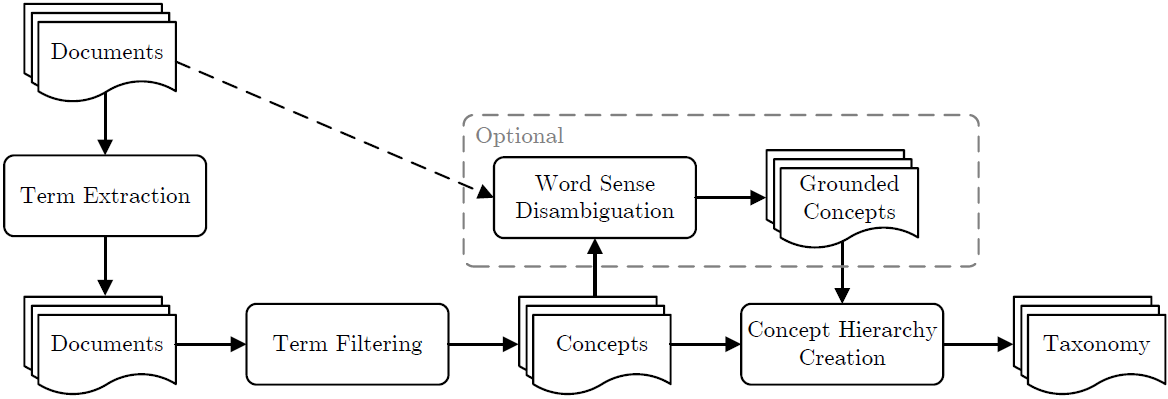 Documents
Optional
Term Extraction
Word Sense
Disambiguation
Grounded
Concepts
Documents
Term Filtering
Concepts
Concept Hierarchy
Creation
Taxonomy